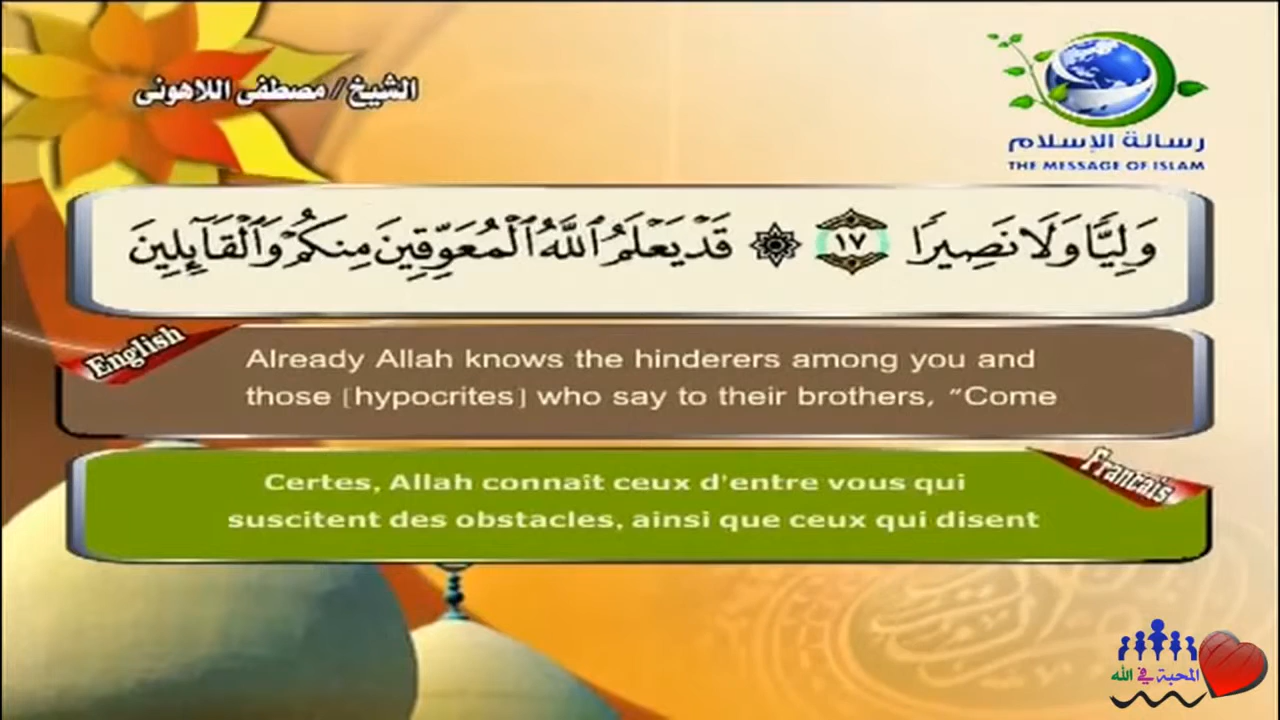 الشيخ / مصطفى اللاهونى
رسالة الإسلام
THE MESSAGE OF ISLAM
وَلِيًّا وَلَا نَصِيرًا ١٧ ۞ قَدْ يَعْلَمُ ٱللَّهُ ٱلْمُعَوِّقِينَ مِنكُمْ وَٱلْقَآئِلِينَ
English
Already Allah knows the hinderers among you and
those [hypocrites] who say to their brothers, "Come
Francais
Certes, Allah connaît ceux d'entre vous qui
suscitent des obstacles, ainsi que ceux qui disent
المحبة في الله